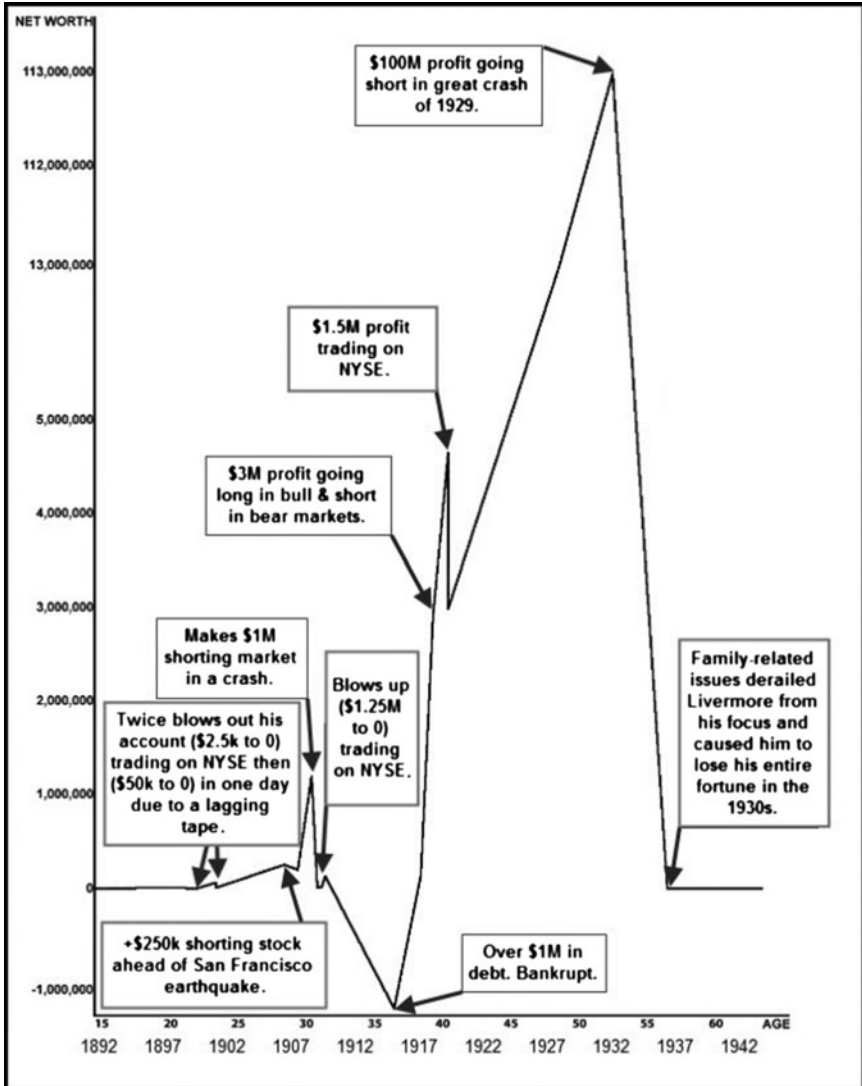 NET WORTH
113,000,000
112,000,000
13,000,000
5,000,000
4,000,000
3,000,000
2,000,000
1,000,000
0
-1,000,000
$100M profit going
short in great crash
of 1929.
$1.5M profit
trading on
NYSE.
$3M profit going
long in bull & short
in bear markets.
Makes $1M
shorting market
in a crash.
Blows up
($1.25M
to 0)
trading
on NYSE.
Twice blows out his
account ($2.5k to 0)
trading on NYSE then
($50k to 0) in one day
due to a lagging
tape.
Family-related
issues derailed
Livermore from
his focus and
caused him to
lose his entire
fortune in the
1930s.
+$250k shorting stock
ahead of San Francisco
earthquake.
Over $1M in
debt. Bankrupt.
15 20 25 30 35 40 45 50 55 60 AGE
1892 1897 1902 1907 1912 1917 1922 1927 1932 1937 1942